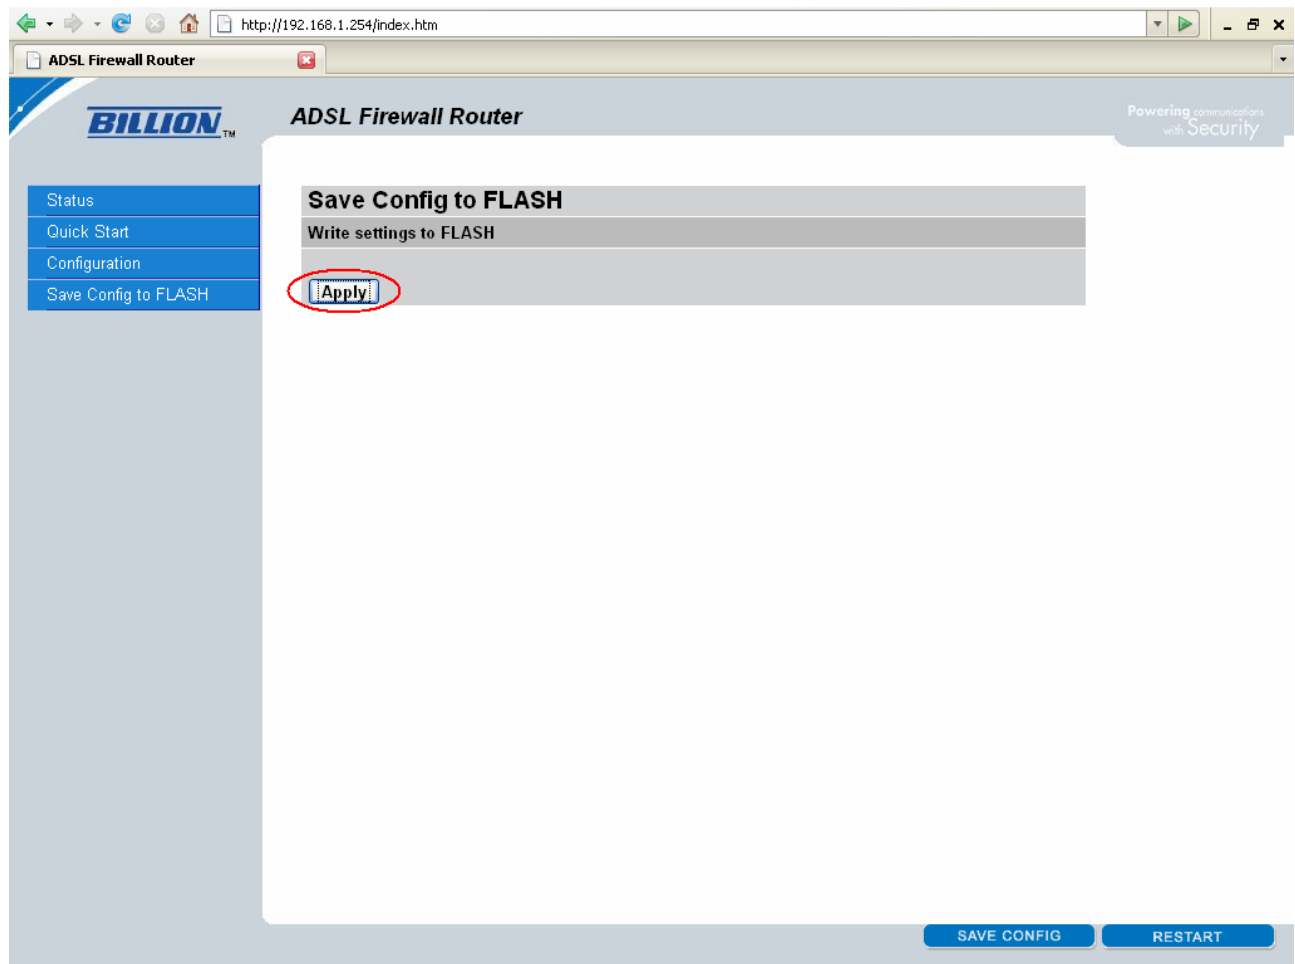 http://192.168.1.254/index.htm
ADSL Firewall Router
BILLION TM
ADSL Firewall Router
Powering communications
with Security
Status
Quick Start
Configuration
Save Config to FLASH
Save Config to FLASH
Write settings to FLASH
Apply
SAVE CONFIG
RESTART